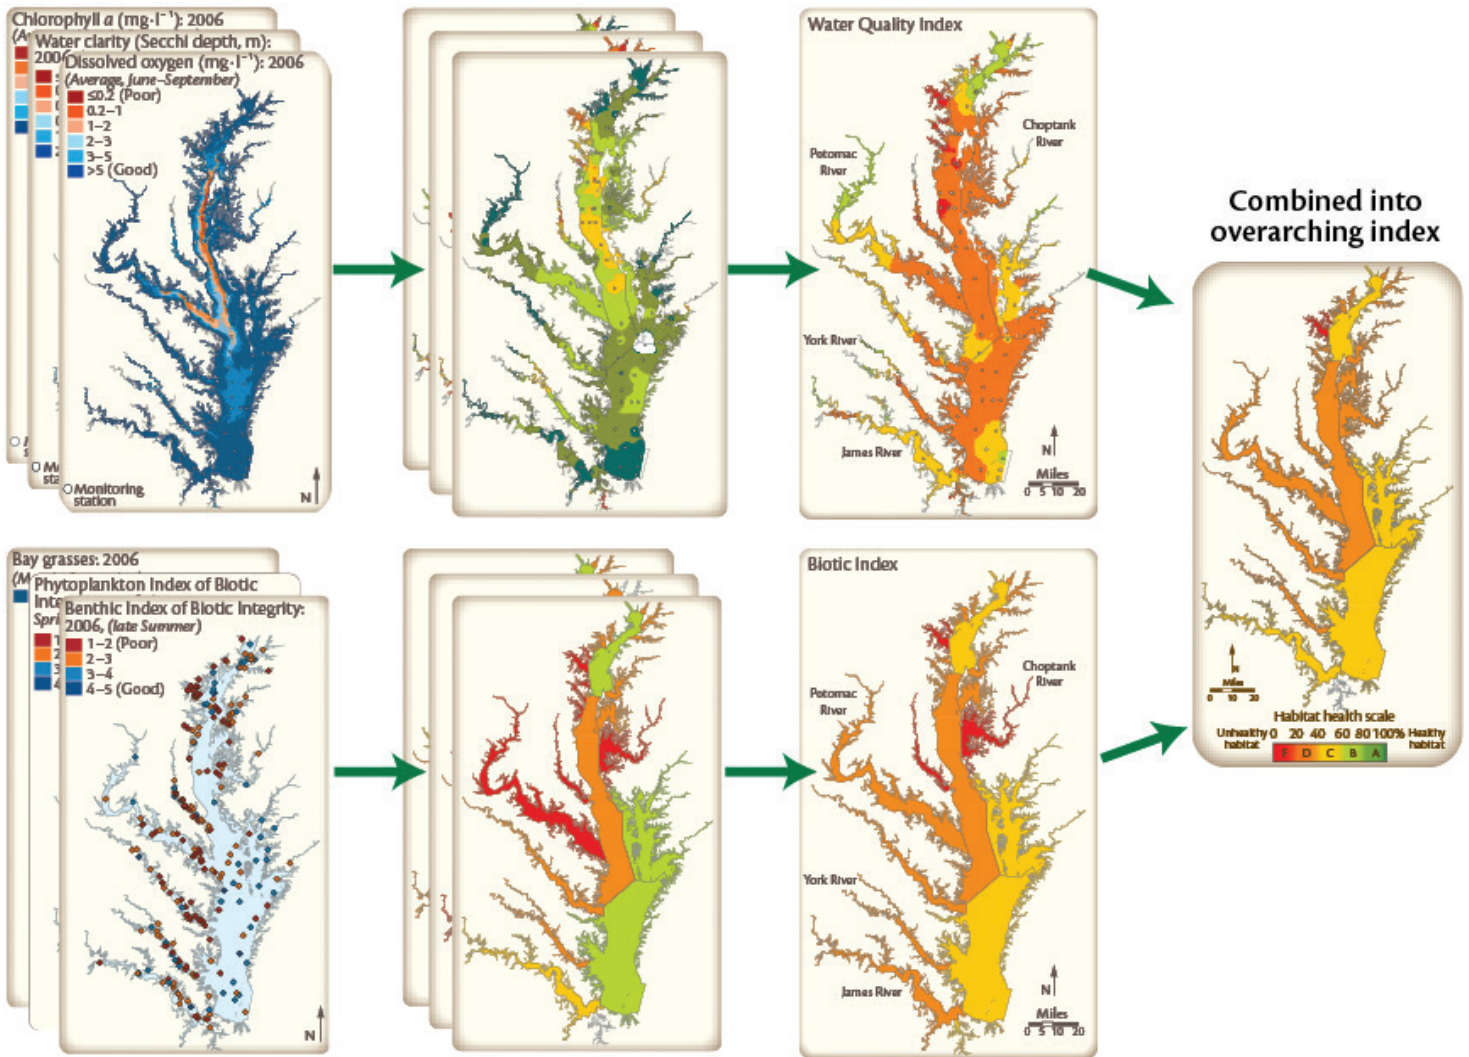 Chlorophyll a (mg·l⁻¹): 2006
Water clarity (Secchi depth, m):
2006
Dissolved oxygen (mg·l⁻¹): 2006
(Average, June–September)
≤0.2 (Poor)
0.2–1
1–2
2–3
3–5
>5 (Good)
Monitoring
station
N
Water Quality Index
Choptank
River
Potomac
River
York River
James River
N
Miles
0 5 10 20
Combined into
overarching index
N
Miles
0 10 20
Habitat health scale
Unhealthy
habitat
0 20 40 60 80 100%
Healthy
habitat
F D C B A
Bay grasses: 2006
Phytoplankton Index of Biotic
Benthic Index of Biotic Integrity:
2006, (late Summer)
1–2 (Poor)
2–3
3–4
4–5 (Good)
N
Biotic Index
Choptank
River
Potomac
River
York River
James River
N
Miles
0 5 10 20